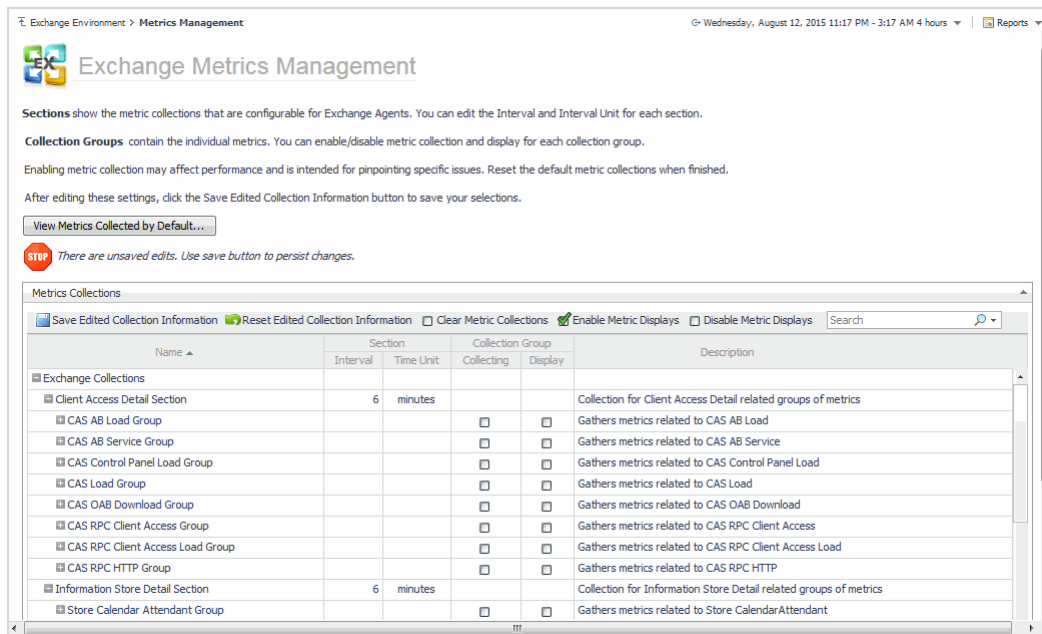 Exchange Environment > Metrics Management
Wednesday, August 12, 2015 11:17 PM - 3:17 AM 4 hours
Reports
EX
Exchange Metrics Management
Sections show the metric collections that are configurable for Exchange Agents. You can edit the Interval and Interval Unit for each section.
Collection Groups contain the individual metrics. You can enable/disable metric collection and display for each collection group.
Enabling metric collection may affect performance and is intended for pinpointing specific issues. Reset the default metric collections when finished.
After editing these settings, click the Save Edited Collection Information button to save your selections.
View Metrics Collected by Default...
STOP There are unsaved edits. Use save button to persist changes.
Metrics Collections
Save Edited Collection Information Reset Edited Collection Information Clear Metric Collections Enable Metric Displays Disable Metric Displays Search
Name Section Collection Group Description
Interval Time Unit Collecting Display
Exchange Collections
Client Access Detail Section 6 minutes Collection for Client Access Detail related groups of metrics
CAS AB Load Group Gathers metrics related to CAS AB Load
CAS AB Service Group Gathers metrics related to CAS AB Service
CAS Control Panel Load Group Gathers metrics related to CAS Control Panel Load
CAS Load Group Gathers metrics related to CAS Load
CAS OAB Download Group Gathers metrics related to CAS OAB Download
CAS RPC Client Access Group Gathers metrics related to CAS RPC Client Access
CAS RPC Client Access Load Group Gathers metrics related to CAS RPC Client Access Load
CAS RPC HTTP Group Gathers metrics related to CAS RPC HTTP
Information Store Detail Section 6 minutes Collection for Information Store Detail related groups of metrics
Store Calendar Attendant Group Gathers metrics related to Store CalendarAttendant